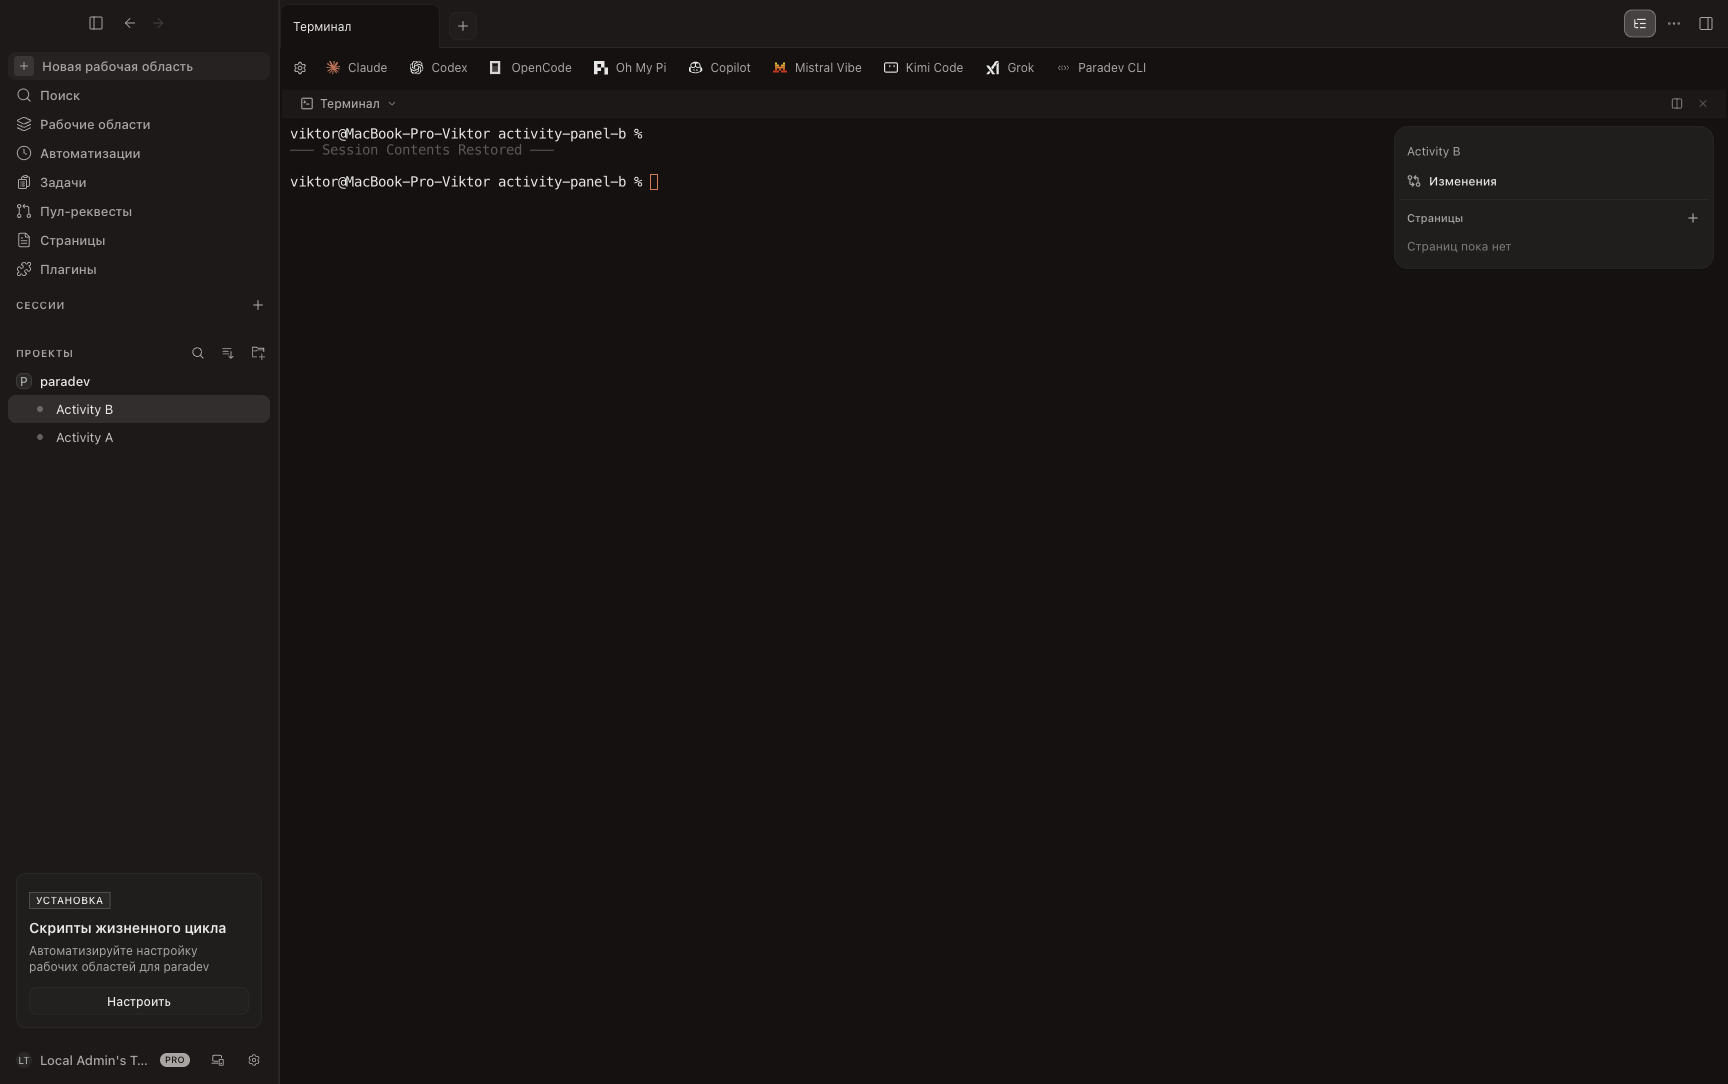 Новая рабочая область
Поиск
Рабочие области
Автоматизации
Задачи
Пул-реквесты
Страницы
Плагины
СЕССИИ
ПРОЕКТЫ
P paradev
Activity B
Activity A
УСТАНОВКА
Скрипты жизненного цикла
Автоматизируйте настройку
рабочих областей для paradev
Настроить
LT Local Admin's T... PRO
Терминал
Claude Codex OpenCode Oh My Pi Copilot Mistral Vibe Kimi Code Grok Paradev CLI
Терминал
viktor@MacBook-Pro-Viktor activity-panel-b %
─── Session Contents Restored ───
viktor@MacBook-Pro-Viktor activity-panel-b %
Activity B
Изменения
Страницы
Страниц пока нет